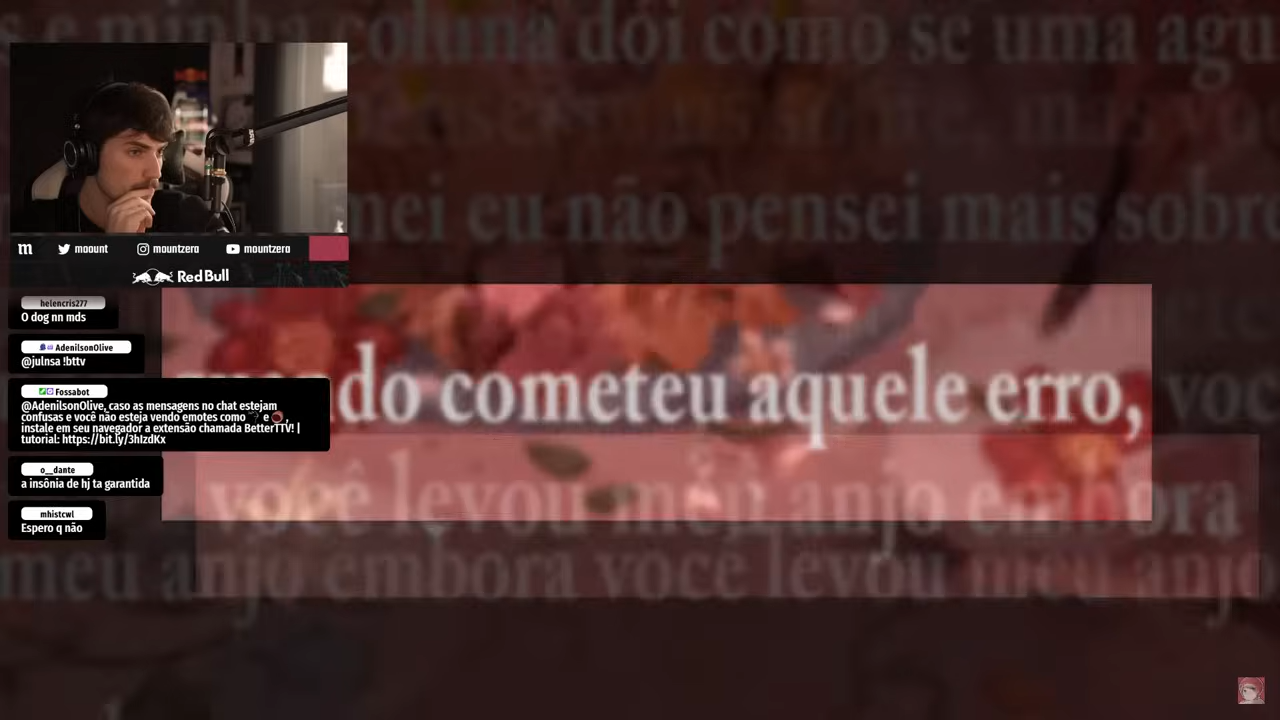 s e minha coluna dói como se uma agu
mei eu não pensei mais sobre
m maount mountzero mountzero
Red Bull
helencris277
O dog nn mds
AdenilsonOlive
@julnsa !bttv
Fossabot
@AdenilsonOlive, caso as mensagens no chat estejam
confusas e você não esteja vendo emotes como
instale em seu navegador a extensão chamada BetterTTV! |
tutorial: https://bit.ly/3hIzdKx
o__dante
a insônia de hj ta garantida
mhistcwl
Espero q não
do cometeu aquele erro, voc
você levou meu anjo embora
meu anjo embora você levou meu anjo